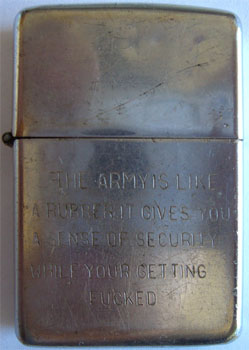 THE ARMY IS LIKE
A RUBBER IT GIVES YOU
A SENSE OF SECURITY
WHILE YOUR GETTING
FUCKED